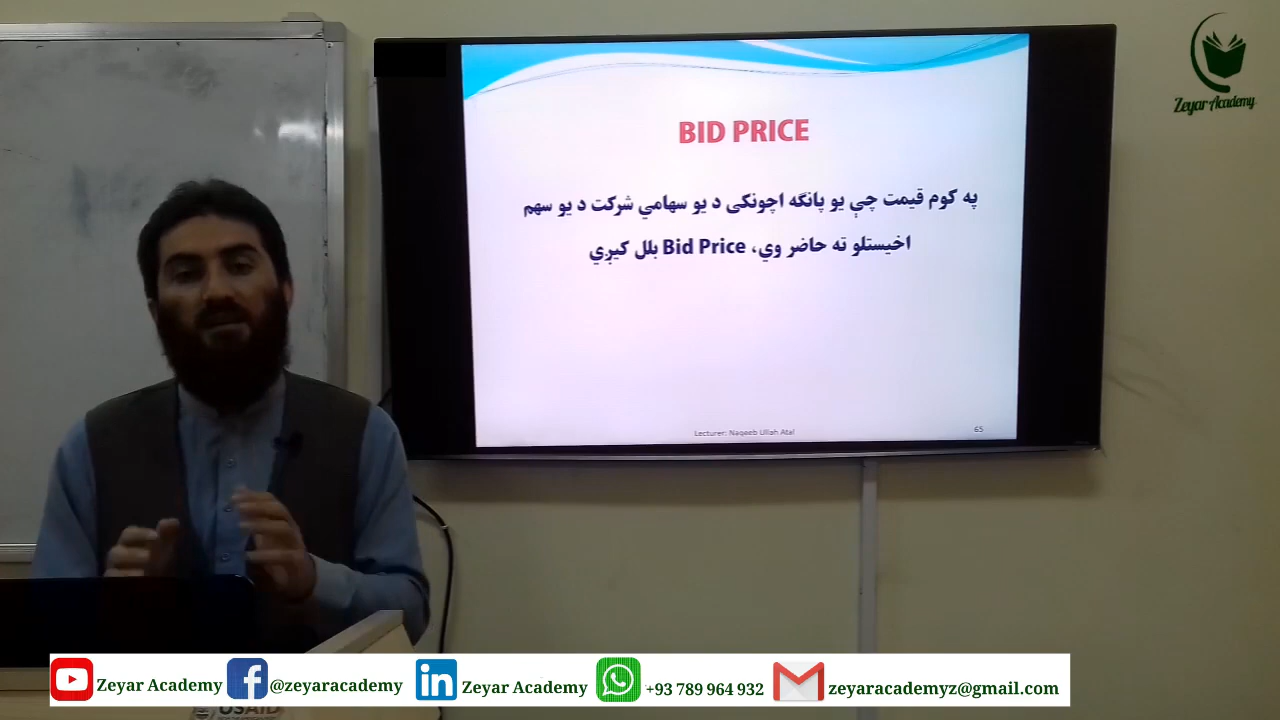 Zeyar Academy
BID PRICE
په کوم قیمت چې یو پانګه اچونکی د یو سهامي شرکت د یو سهم
اخیستلو ته حاضر وي، Bid Price بلل کیږي
Lecturer: Naqeeb Ullah Atal
65
Zeyar Academy
@zeyaracademy
Zeyar Academy
+93 789 964 932
zeyaracademyz@gmail.com
USAID